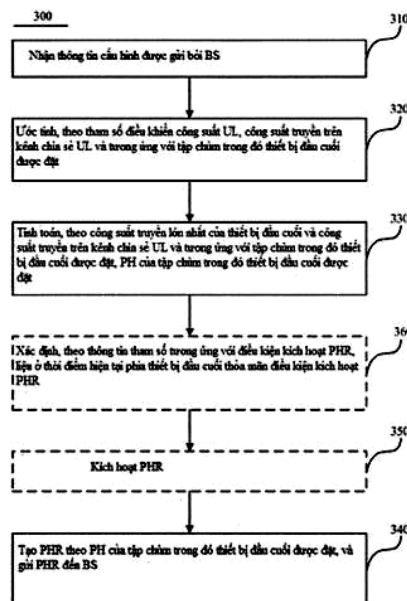 300
310
Nhận thông tin cấu hình được gửi bởi BS
320
Ước tính, theo tham số điều khiển công suất UL, công suất truyền trên
kênh chia sẻ UL và tương ứng với tập chùm trong đó thiết bị đầu cuối
được đặt
330
Tính toán, theo công suất truyền lớn nhất của thiết bị đầu cuối và công
suất truyền trên kênh chia sẻ UL và tương ứng với tập chùm trong đó thiết
bị đầu cuối được đặt, PH của tập chùm trong đó thiết bị đầu cuối được
đặt
360
Xác định, theo thông tin tham số tương ứng với điều kiện kích hoạt PHR,
liệu ở thời điểm hiện tại phía thiết bị đầu cuối thỏa mãn điều kiện kích hoạt
PHR
350
Kích hoạt PHR
340
Tạo PHR theo PH của tập chùm trong đó thiết bị đầu cuối được đặt, và
gửi PHR đến BS